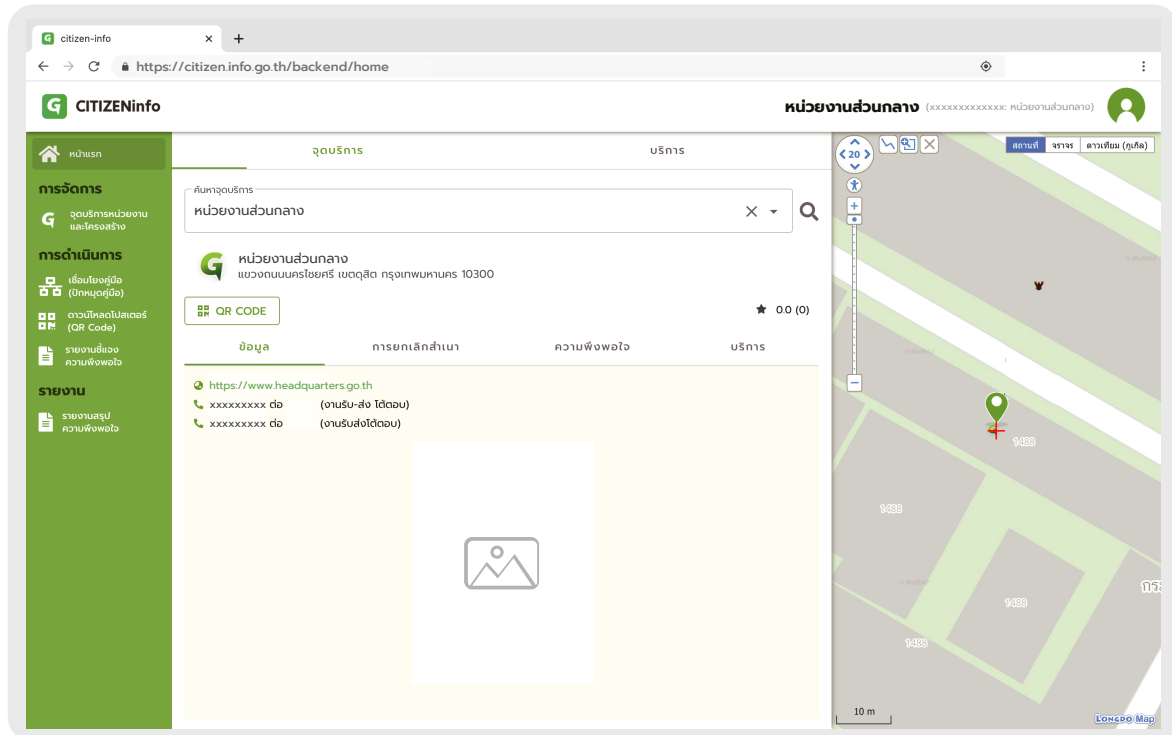 citizen-info
https://citizen.info.go.th/backend/home
CITIZENinfo
หน่วยงานส่วนกลาง (xxxxxxxxxxxxx: หน่วยงานส่วนกลาง)
หน้าแรก
การจัดการ
จุดบริการหน่วยงาน
และโครงสร้าง
การดำเนินการ
เชื่อมโยงคู่มือ
(ปักหมุดคู่มือ)
ดาวน์โหลดโปสเตอร์
(QR Code)
รายงานชี้แจง
ความพึงพอใจ
รายงาน
รายงานสรุป
ความพึงพอใจ
จุดบริการ
บริการ
ค้นหาจุดบริการ
หน่วยงานส่วนกลาง
หน่วยงานส่วนกลาง
แขวงถนนนครไชยศรี เขตดุสิต กรุงเทพมหานคร 10300
QR CODE
0.0 (0)
ข้อมูล
การยกเลิกสำเนา
ความพึงพอใจ
บริการ
https://www.headquarters.go.th
xxxxxxxxx ต่อ (งานรับ-ส่ง โต้ตอบ)
xxxxxxxxx ต่อ (งานรับส่งโต้ตอบ)
20
สถานที่
จราจร
ดาวเทียม (กูเกิล)
1488
1488
1488
1488
10 m
LONGDO Map